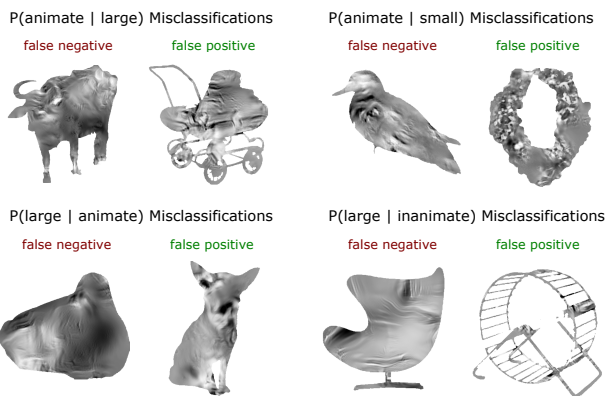 P(animate | large) Misclassifications
P(animate | small) Misclassifications
false negative
false positive
false negative
false positive
P(large | animate) Misclassifications
P(large | inanimate) Misclassifications
false negative
false positive
false negative
false positive